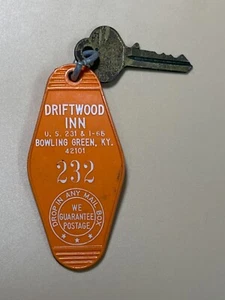 DRIFTWOOD
INN
U. S. 231 & I-65
BOWLING GREEN, KY.
42101
232
DROP IN ANY MAIL BOX
WE
GUARANTEE
POSTAGE